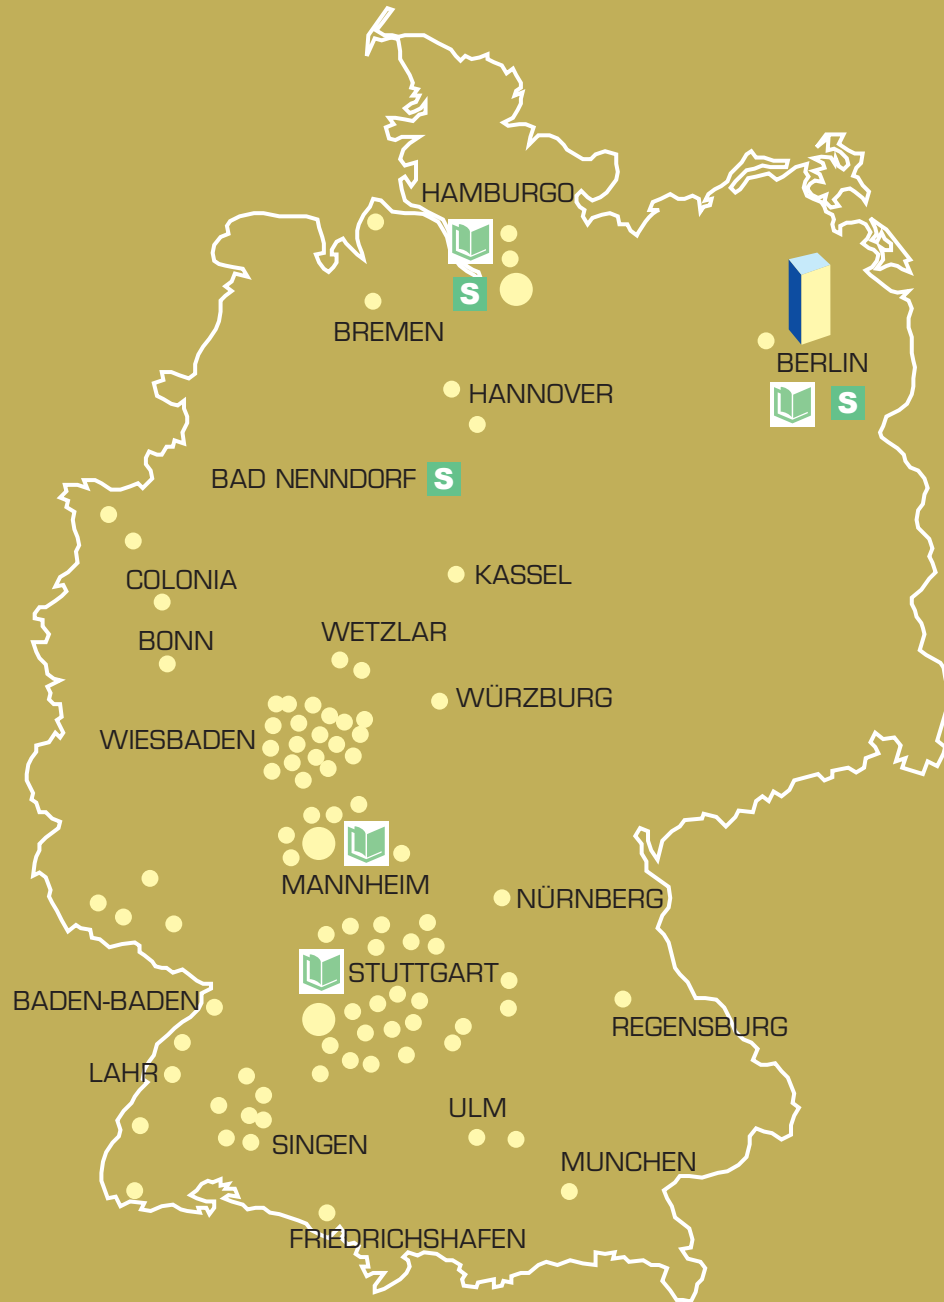 HAMBURGO
S
BREMEN
BERLIN
HANNOVER
S
BAD NENNDORF S
COLONIA
KASSEL
BONN
WETZLAR
WÜRZBURG
WIESBADEN
MANNHEIM
NÜRNBERG
STUTTGART
BADEN-BADEN
REGENSBURG
LAHR
ULM
SINGEN
MUNCHEN
FRIEDRICHSHAFEN